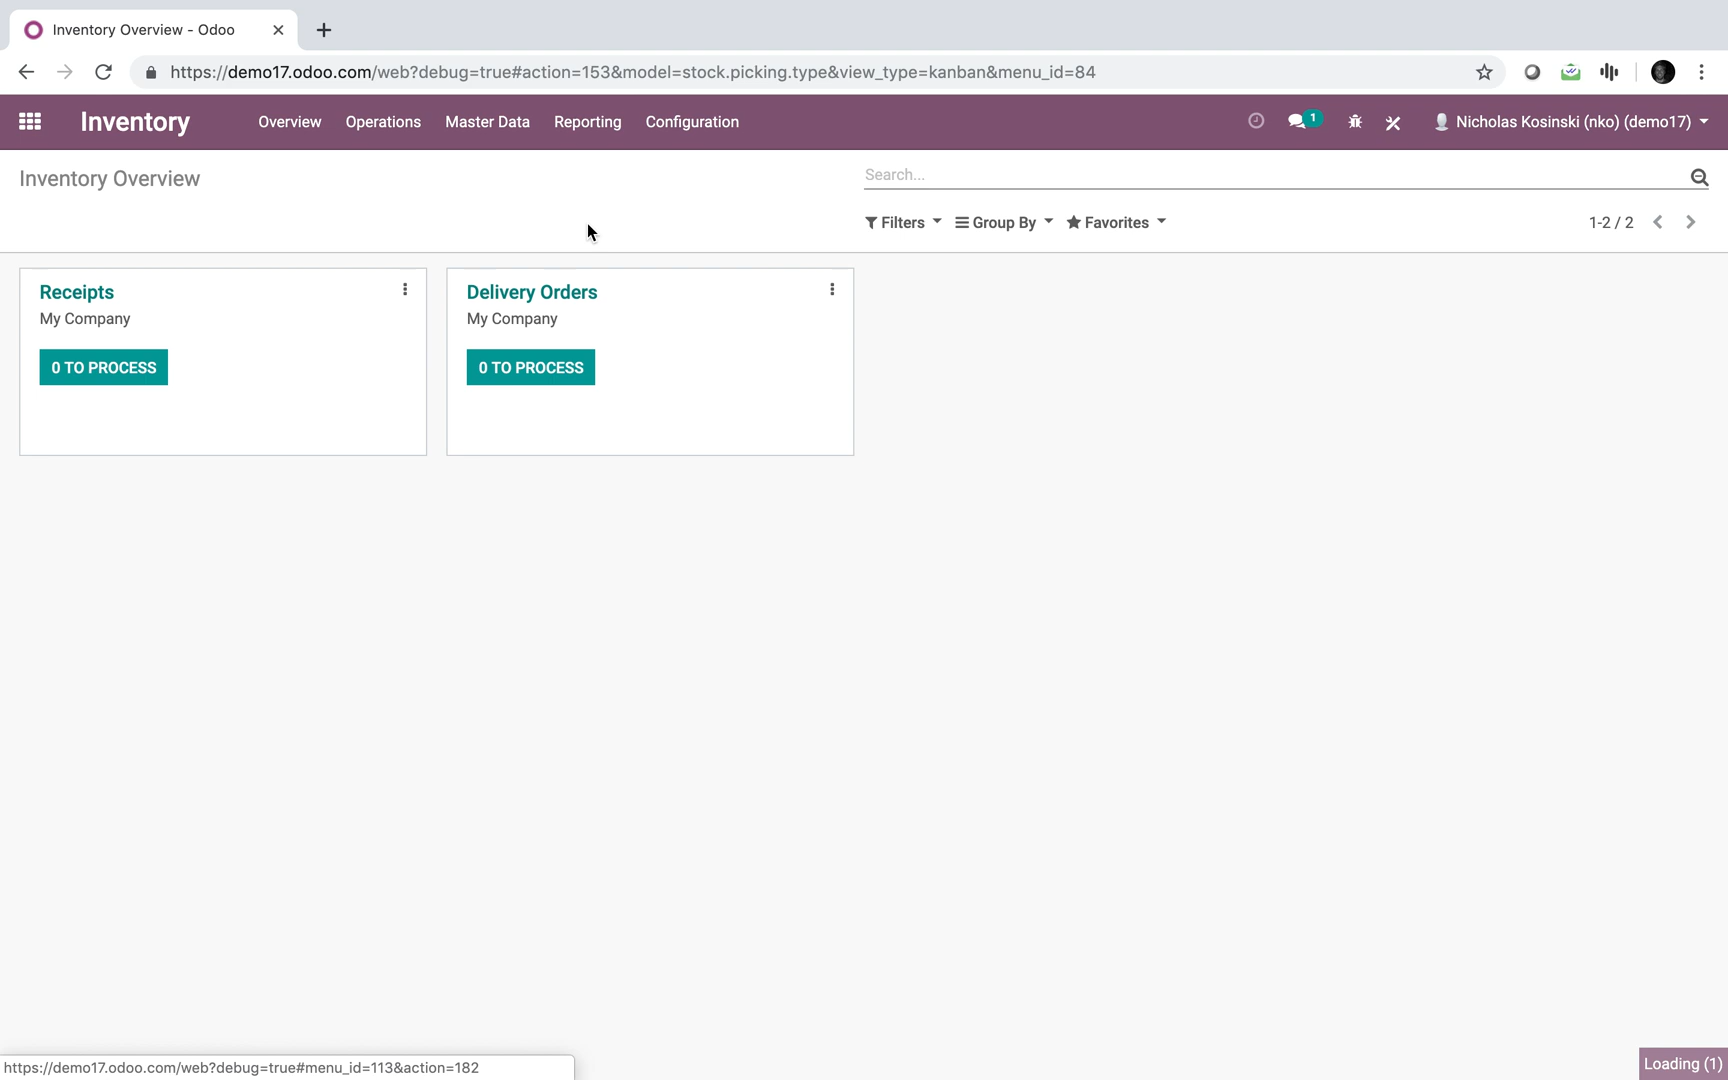 Inventory Overview - Odoo
https://demo17.odoo.com/web?debug=true#action=153&model=stock.picking.type&view_type=kanban&menu_id=84
Inventory Overview Operations Master Data Reporting Configuration 1 Nicholas Kosinski (nko) (demo17)
Inventory Overview
Search...
Filters Group By Favorites 1-2 / 2
Receipts
My Company
0 TO PROCESS
Delivery Orders
My Company
0 TO PROCESS
https://demo17.odoo.com/web?debug=true#menu_id=113&action=182
Loading (1)